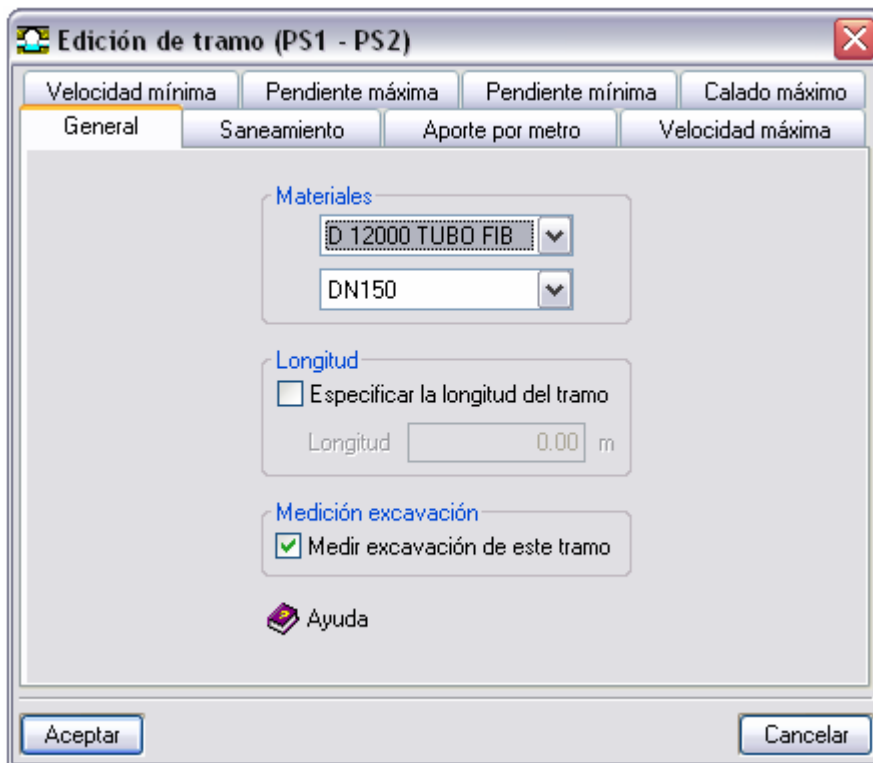 Edición de tramo (PS1 - PS2)
Velocidad mínima Pendiente máxima Pendiente mínima Calado máximo
General Saneamiento Aporte por metro Velocidad máxima
Materiales
D 12000 TUBO FIB
DN150
Longitud
Especificar la longitud del tramo
Longitud 0.00 m
Medición excavación
Medir excavación de este tramo
Ayuda
Aceptar Cancelar